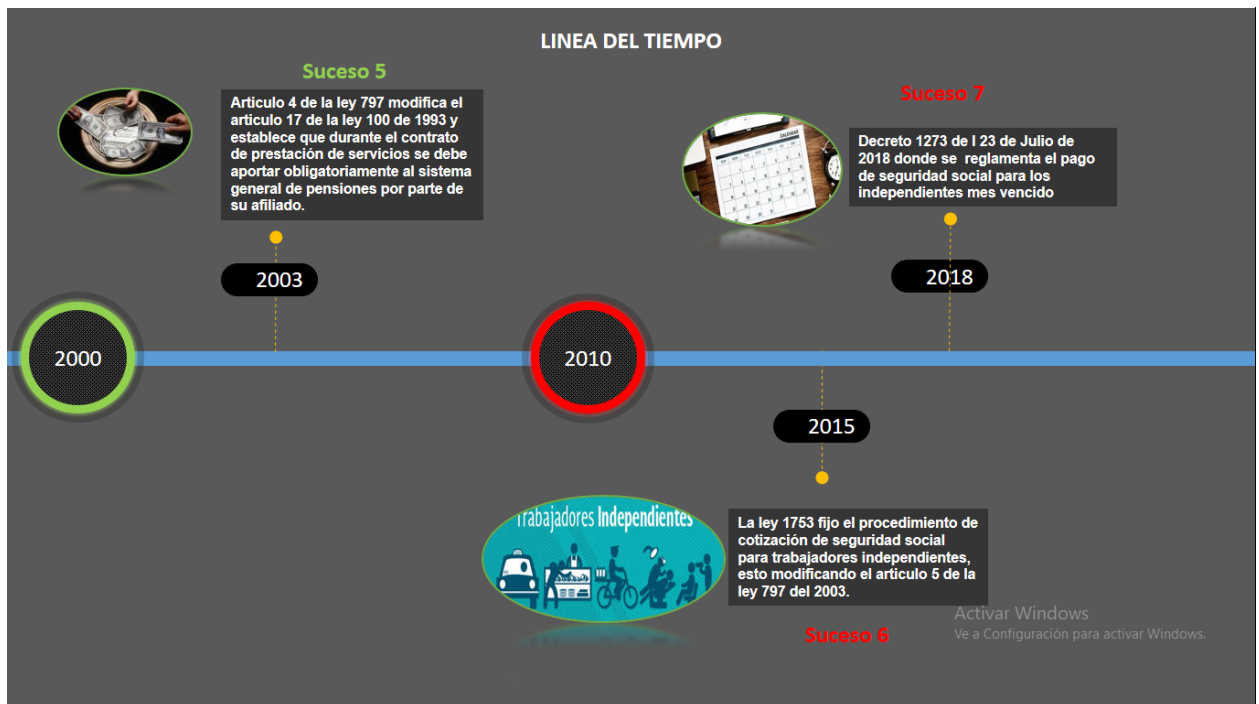 LINEA DEL TIEMPO
Suceso 5
Articulo 4 de la ley 797 modifica el
articulo 17 de la ley 100 de 1993 y
establece que durante el contrato
de prestación de servicios se debe
aportar obligatoriamente al sistema
general de pensiones por parte de
su afiliado.
2003
Suceso 7
CALENDAR
Decreto 1273 de l 23 de Julio de
2018 donde se reglamenta el pago
de seguridad social para los
independientes mes vencido
2018
2000
2010
2015
Trabajadores Independientes
La ley 1753 fijo el procedimiento de
cotización de seguridad social
para trabajadores independientes,
esto modificando el articulo 5 de la
ley 797 del 2003.
Suceso 6
Activar Windows
Ve a Configuración para activar Windows.